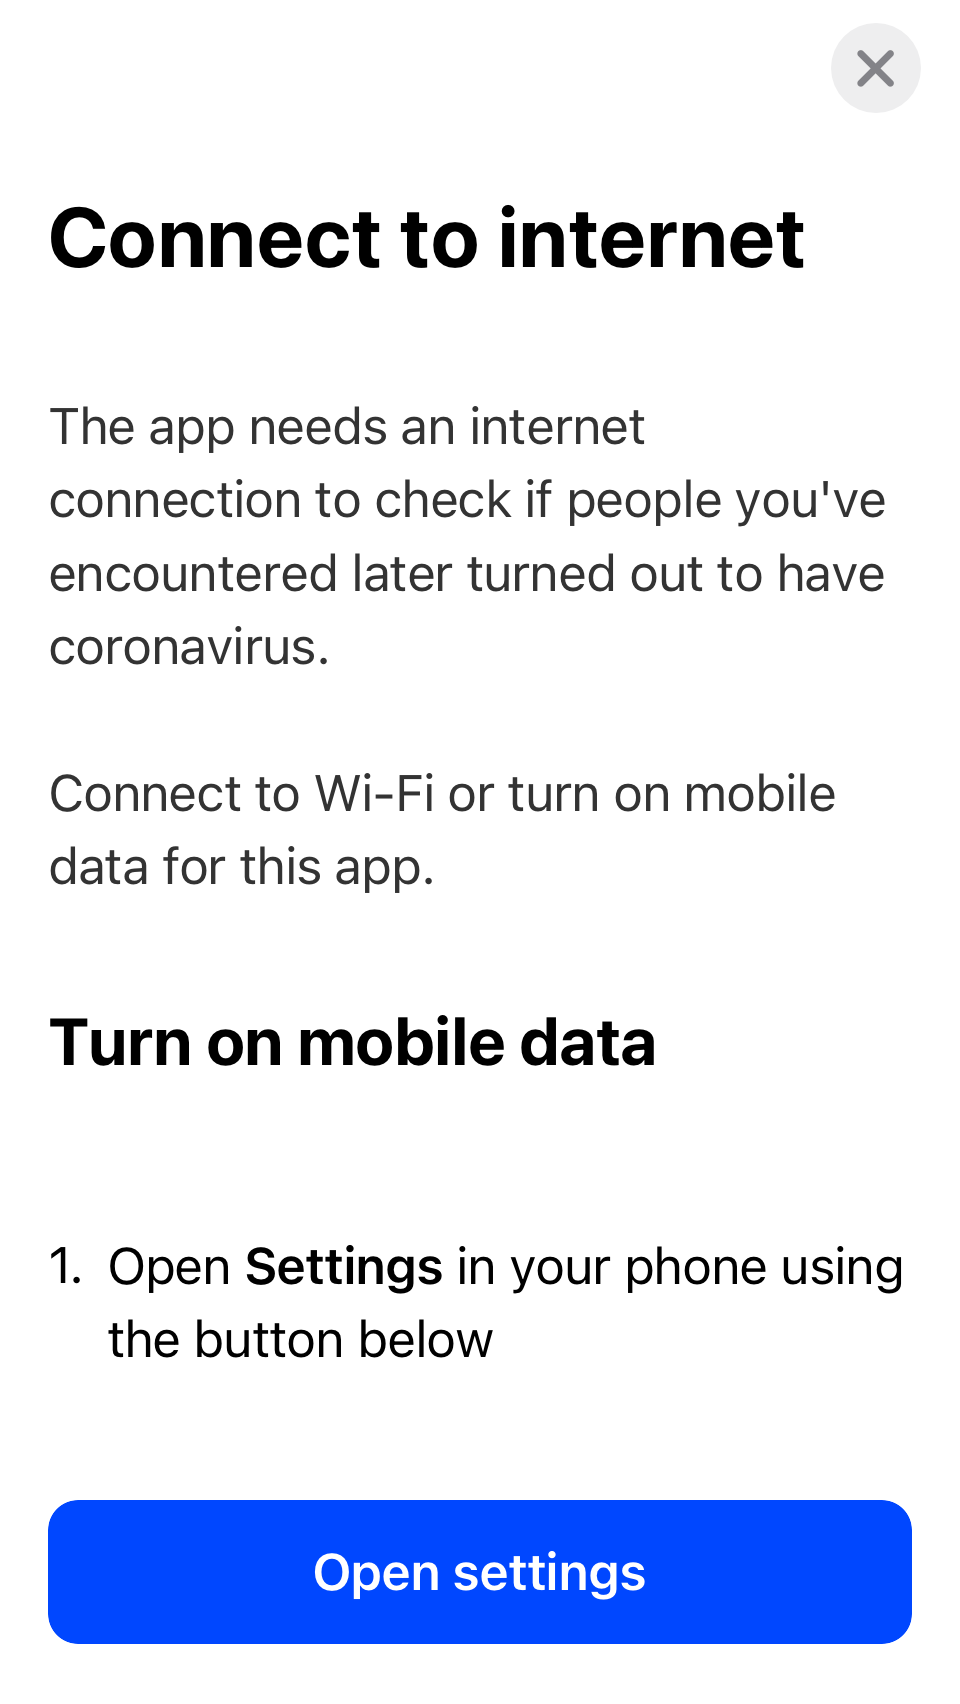 Connect to internet
The app needs an internet
connection to check if people you've
encountered later turned out to have
coronavirus.
Connect to Wi-Fi or turn on mobile
data for this app.
Turn on mobile data
1. Open Settings in your phone using
the button below
Open settings